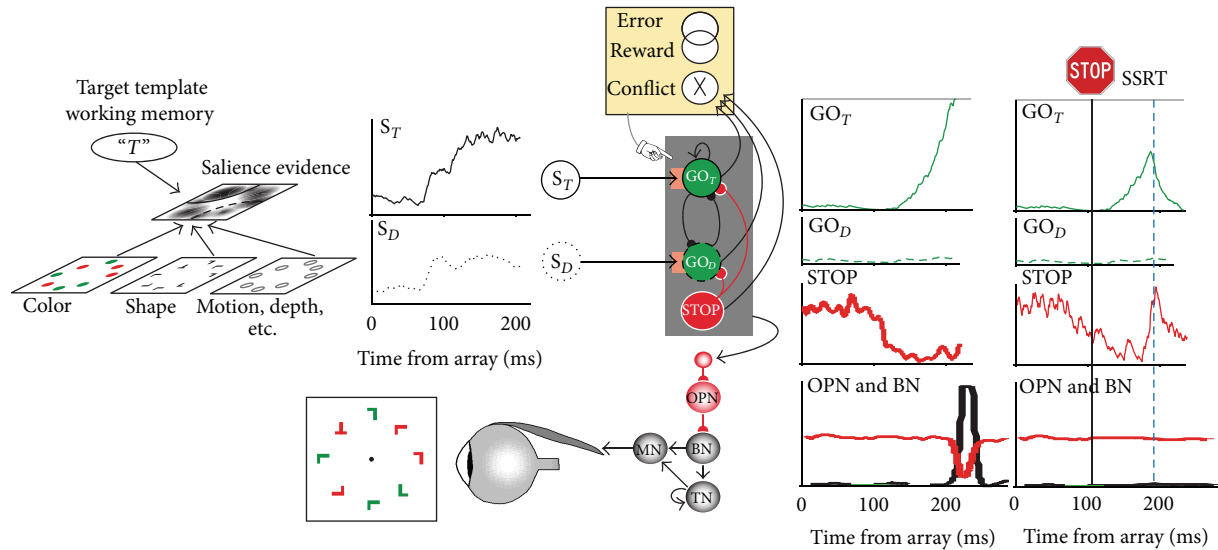 Target template
working memory
“T”
Salience evidence
Color
Shape
Motion, depth,
etc.
S_T
S_D
0 100 200
Time from array (ms)
S_T
S_D
Error
Reward
Conflict
GO_T
GO_D
STOP
OPN
MN
BN
TN
GO_T
GO_D
STOP
OPN and BN
0 100 200
Time from array (ms)
STOP
SSRT
GO_T
GO_D
STOP
OPN and BN
0 100 200
Time from array (ms)